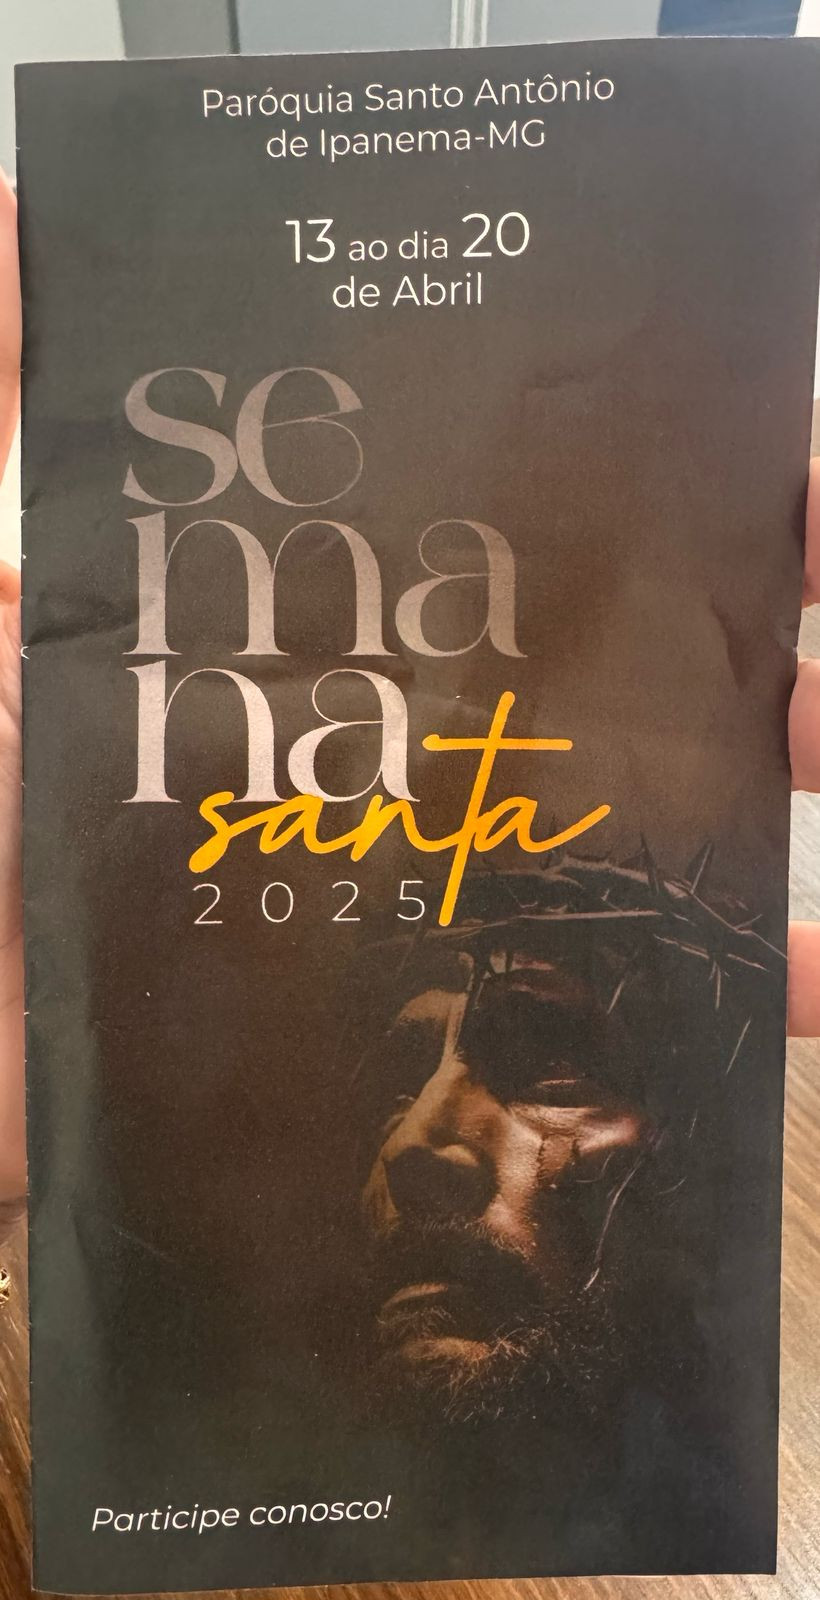 Paróquia Santo Antônio
de Ipanema-MG
13 ao dia 20
de Abril
se
ma
na
santa
2025
Participe conosco!